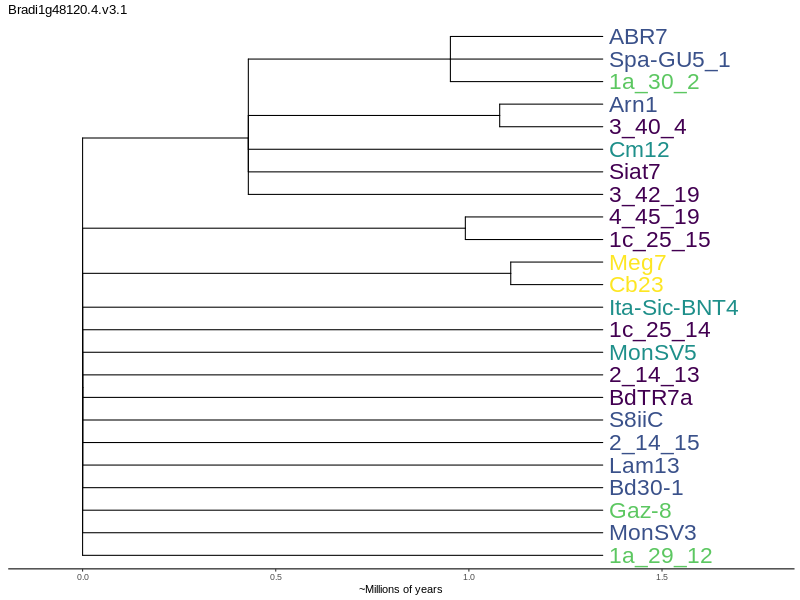 Bradi1g48120.4.v3.1
ABR7
Spa-GU5_1
1a_30_2
Arn1
3_40_4
Cm12
Siat7
3_42_19
4_45_19
1c_25_15
Meg7
Cb23
Ita-Sic-BNT4
1c_25_14
MonSV5
2_14_13
BdTR7a
S8iiC
2_14_15
Lam13
Bd30-1
Gaz-8
MonSV3
1a_29_12
0.0 0.5 1.0 1.5
~Millions of years